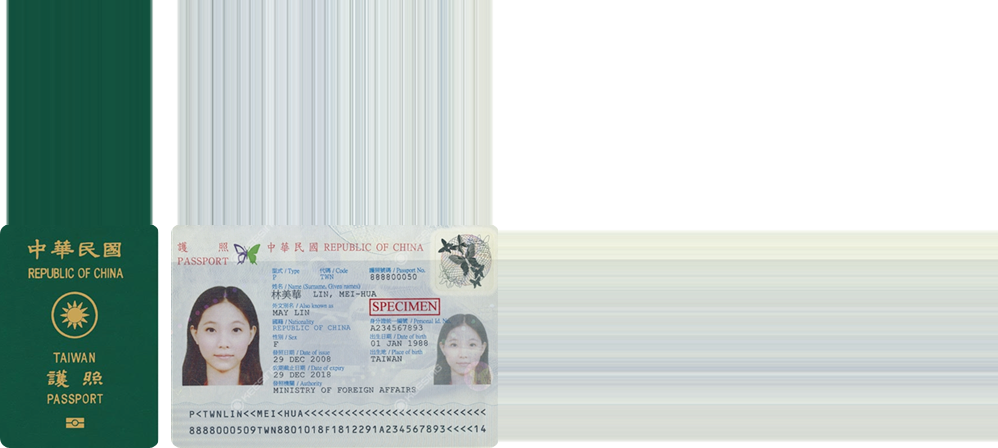 中華民國
REPUBLIC OF CHINA
TAIWAN
護照
PASSPORT
護照 中華民國 REPUBLIC OF CHINA
PASSPORT
型式 / Type 代碼 / Code 護照號碼 / Passport No.
P TWN 888800050
姓名 / Name (Surname, Given names)
林美華 LIN, MEI-HUA
外文別名 / Also known as
SPECIMEN
MAY LIN
國籍 / Nationality 身分證統一編號 / Personal Id. No.
REPUBLIC OF CHINA A234567893
性別 / Sex 出生日期 / Date of birth
F 01 JAN 1988
發照日期 / Date of issue 出生地 / Place of birth
29 DEC 2008 TAIWAN
效期截止日期 / Date of expiry
29 DEC 2018
發照機關 / Authority
MINISTRY OF FOREIGN AFFAIRS
P<TWNLIN<<MEI<HUA<<<<<<<<<<<<<<<<<<<<<<<<<<<
8888000509TWN8801018F1812291A234567893<<<<14